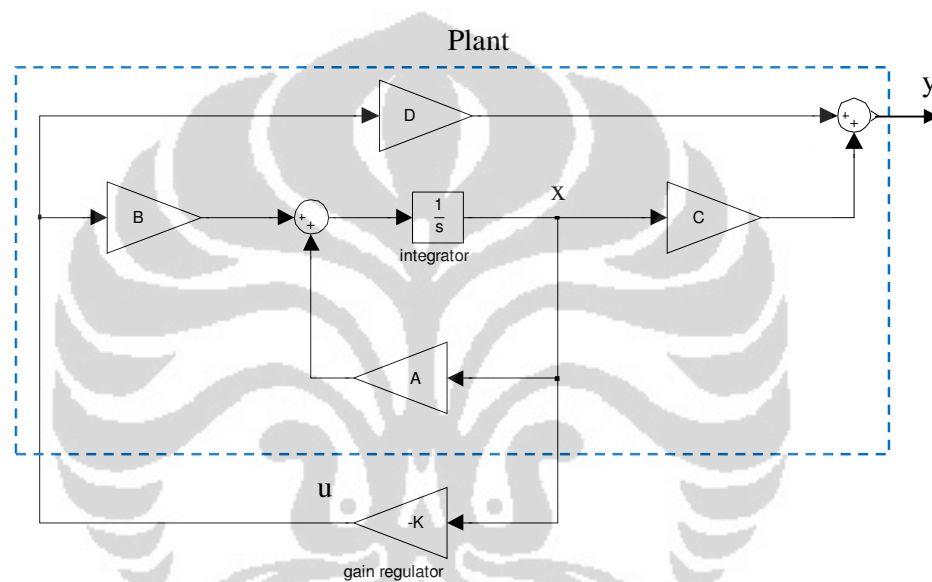 Plant
y
D
+
+
B
+
+
1
s
integrator
x
C
A
u
-K
gain regulator